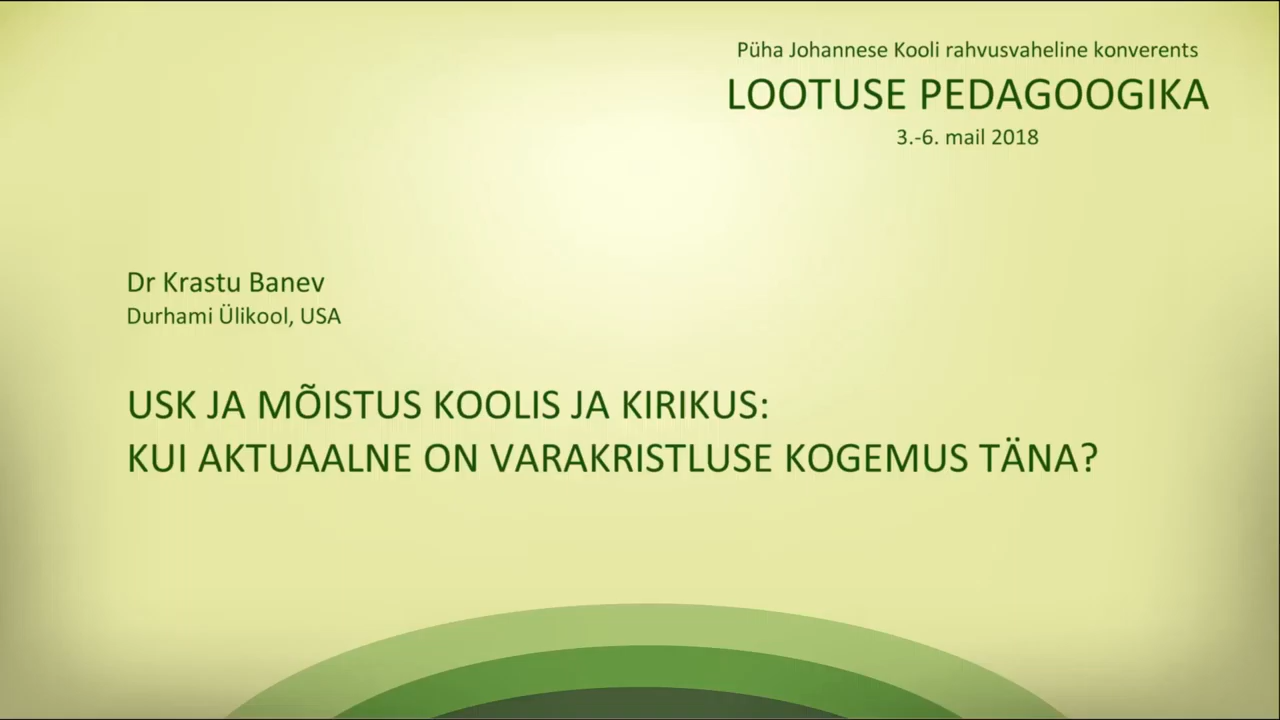 Püha Johannese Kooli rahvusvaheline konverents
LOOTUSE PEDAGOOGIKA
3.-6. mail 2018
Dr Krastu Banev
Durhami Ülikool, USA
USK JA MÕISTUS KOOLIS JA KIRIKUS:
KUI AKTUAALNE ON VARAKRISTLUSE KOGEMUS TÄNA?